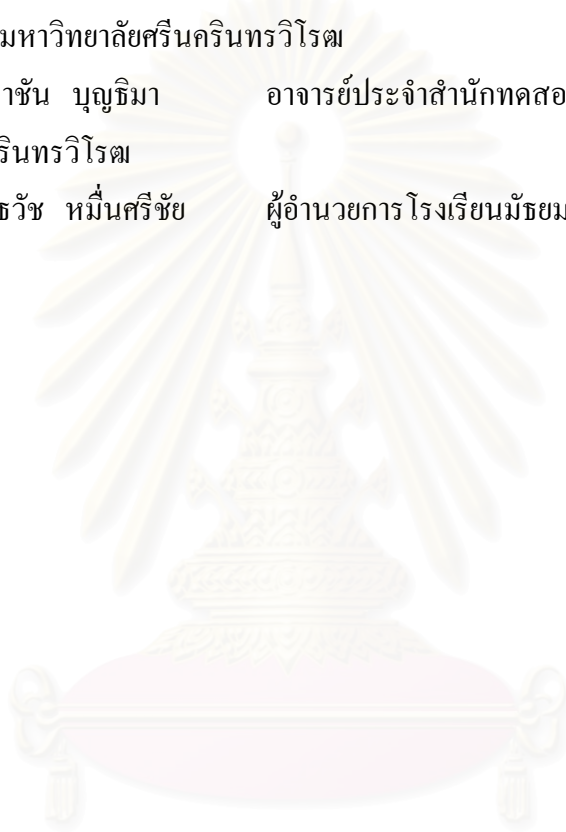 มหาวิทยาลัยศรีนครินทรวิโรฒ
าชัน บุญธิมา อาจารย์ประจำสำนักทดสอ
รินทรวิโรฒ
ธวัช หมื่นศรีชัย ผู้อำนวยการโรงเรียนมัธยม